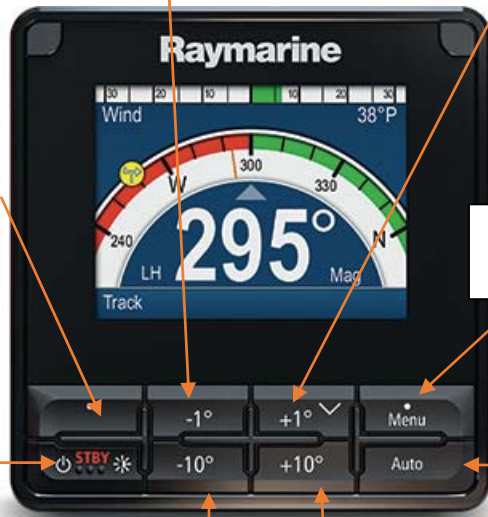 Raymarine
30 20 10 10 20 30
Wind 38°P
240 W 300 330 N
LH 295° Mag
Track
-1° +1° Menu
STBY -10° +10° Auto